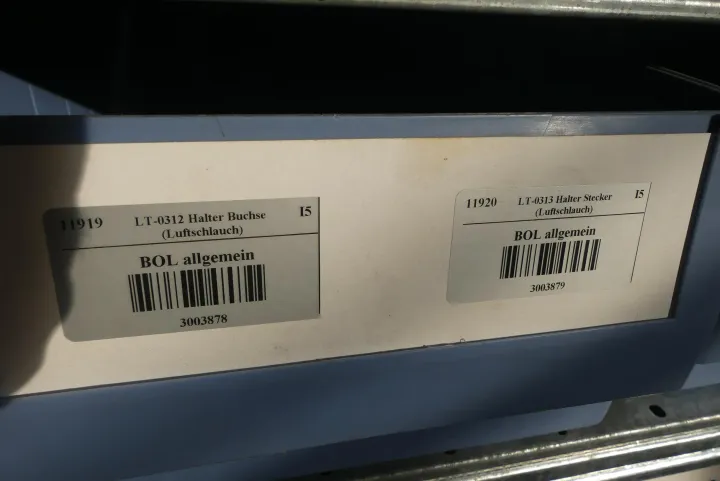 11919 LT-0312 Halter Buchse I5
(Luftschlauch)
BOL allgemein
3003878
11920 LT-0313 Halter Stecker I5
(Luftschlauch)
BOL allgemein
3003879